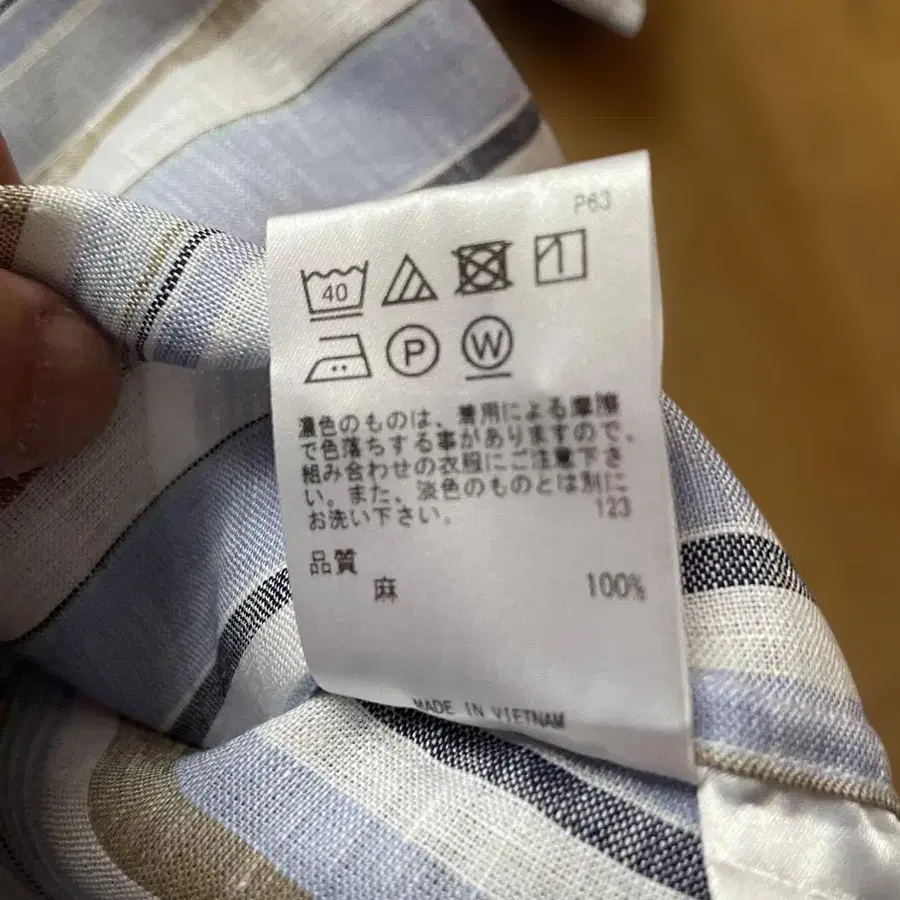 P63
40
P W
濃色のものは、着用による摩擦
で色落ちする事がありますので、
組み合わせの衣服にご注意下さ
い。また、淡色のものとは別に
お洗い下さい。 123
品質
麻 100%
MADE IN VIETNAM